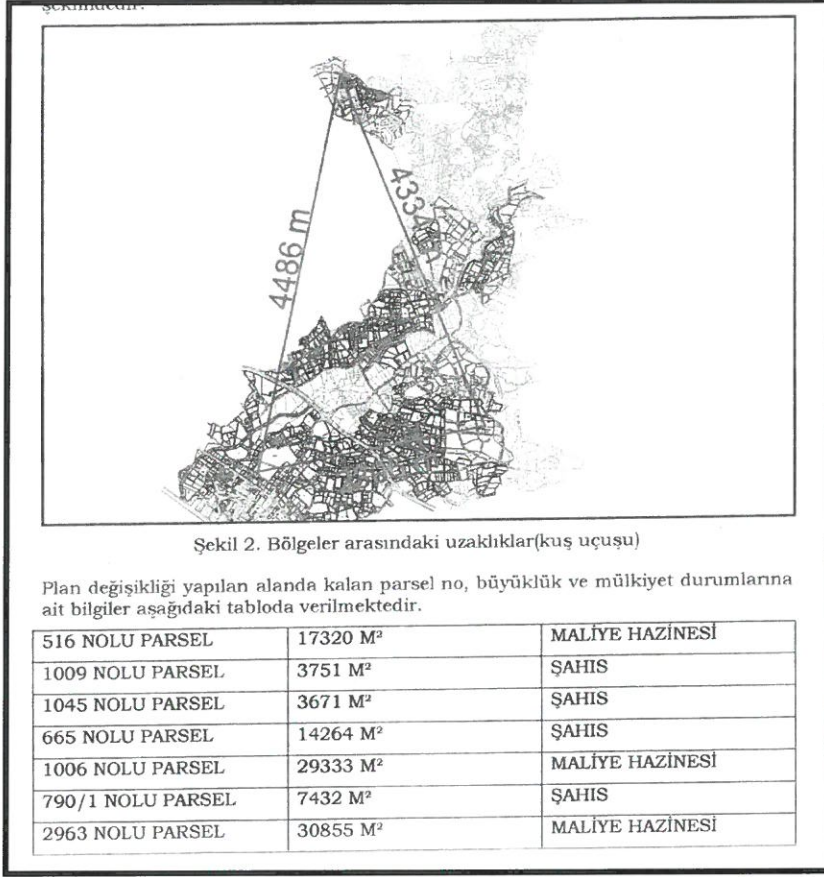 şeklindedir.
4486 m
4334
Şekil 2. Bölgeler arasındaki uzaklıklar(kuş uçuşu)
Plan değişikliği yapılan alanda kalan parsel no, büyüklük ve mülkiyet durumlarına
ait bilgiler aşağıdaki tabloda verilmektedir.
516 NOLU PARSEL 17320 M² MALİYE HAZİNESİ
1009 NOLU PARSEL 3751 M² ŞAHIS
1045 NOLU PARSEL 3671 M² ŞAHIS
665 NOLU PARSEL 14264 M² ŞAHIS
1006 NOLU PARSEL 29333 M² MALİYE HAZİNESİ
790/1 NOLU PARSEL 7432 M² ŞAHIS
2963 NOLU PARSEL 30855 M² MALİYE HAZİNESİ